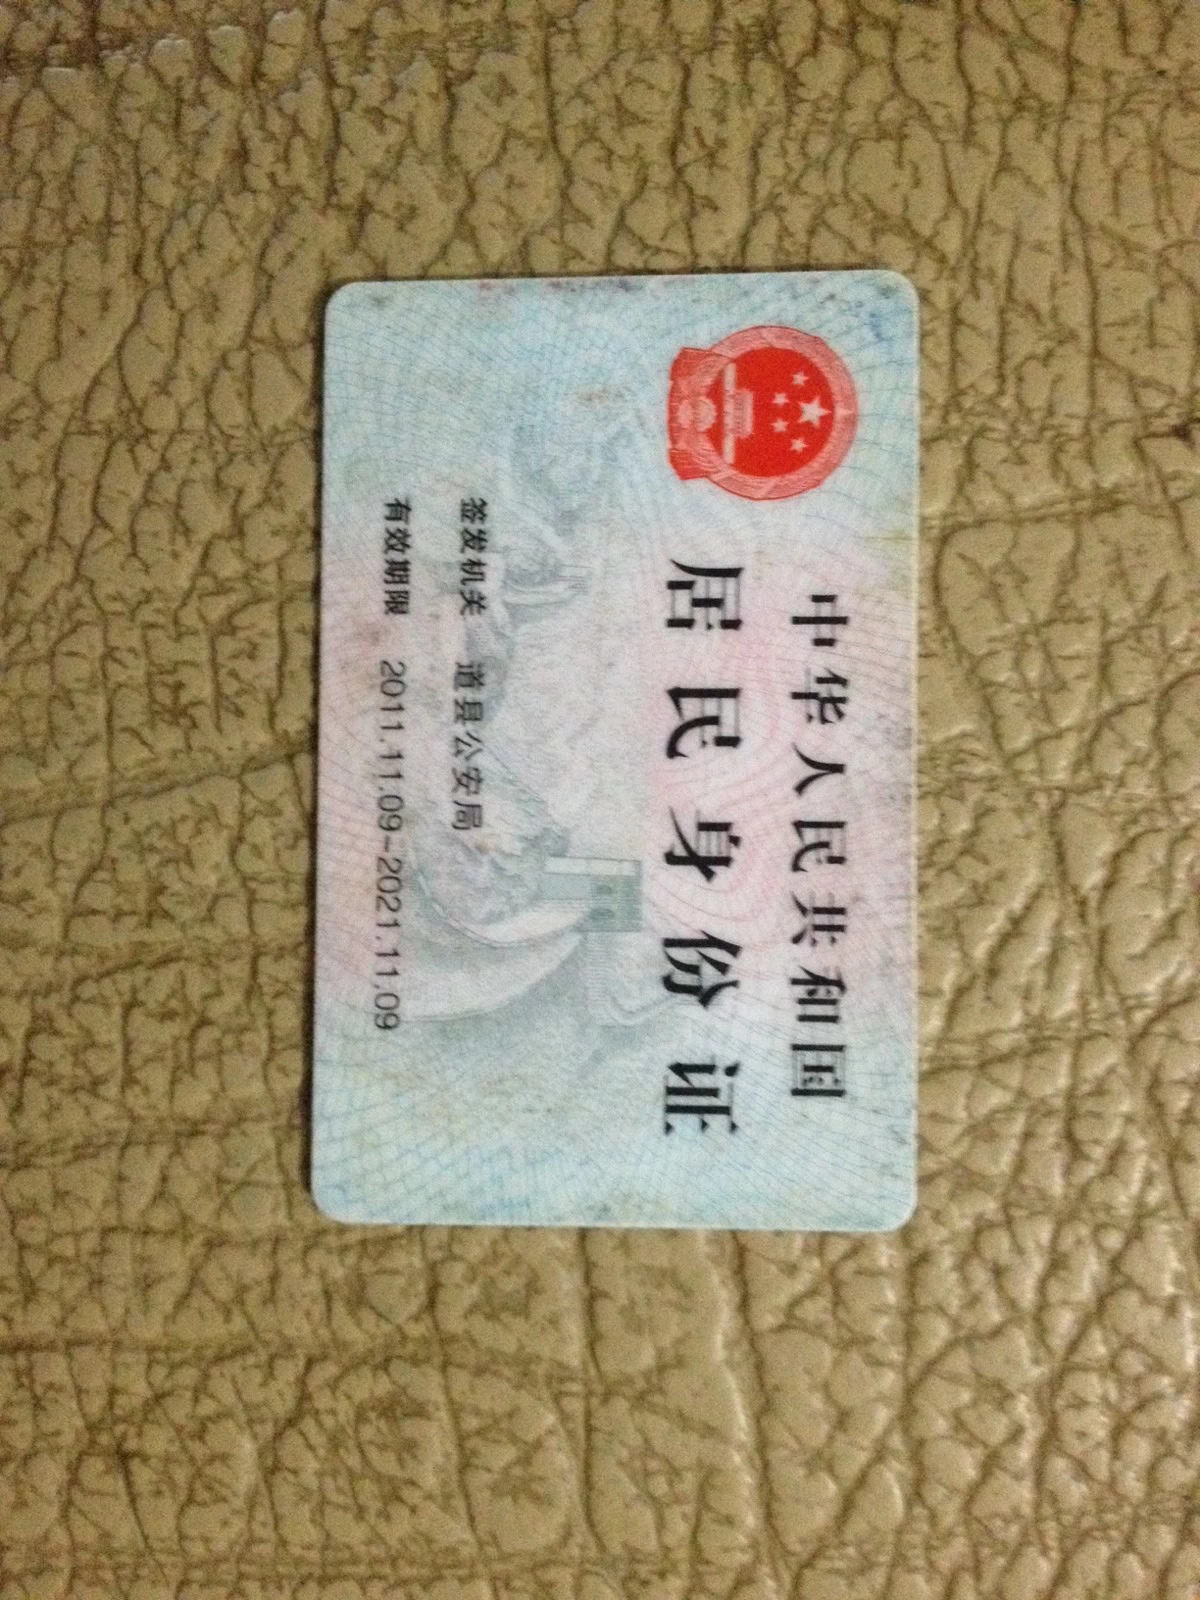 中华人民共和国
居民身份证
签发机关 道县公安局
有效期限 2011.11.09-2021.11.09